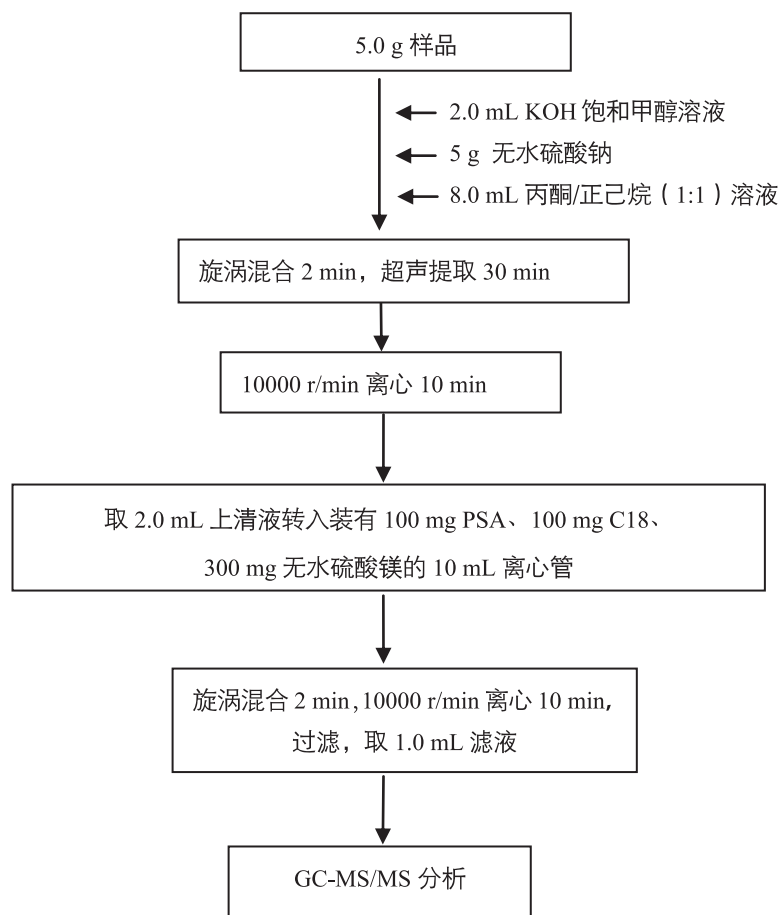 5.0 g 样品
2.0 mL KOH 饱和甲醇溶液
5 g 无水硫酸钠
8.0 mL 丙酮/正己烷（1:1）溶液
旋涡混合 2 min，超声提取 30 min
10000 r/min 离心 10 min
取 2.0 mL 上清液转入装有 100 mg PSA、100 mg C18、
300 mg 无水硫酸镁的 10 mL 离心管
旋涡混合 2 min,10000 r/min 离心 10 min，
过滤，取 1.0 mL 滤液
GC-MS/MS 分析